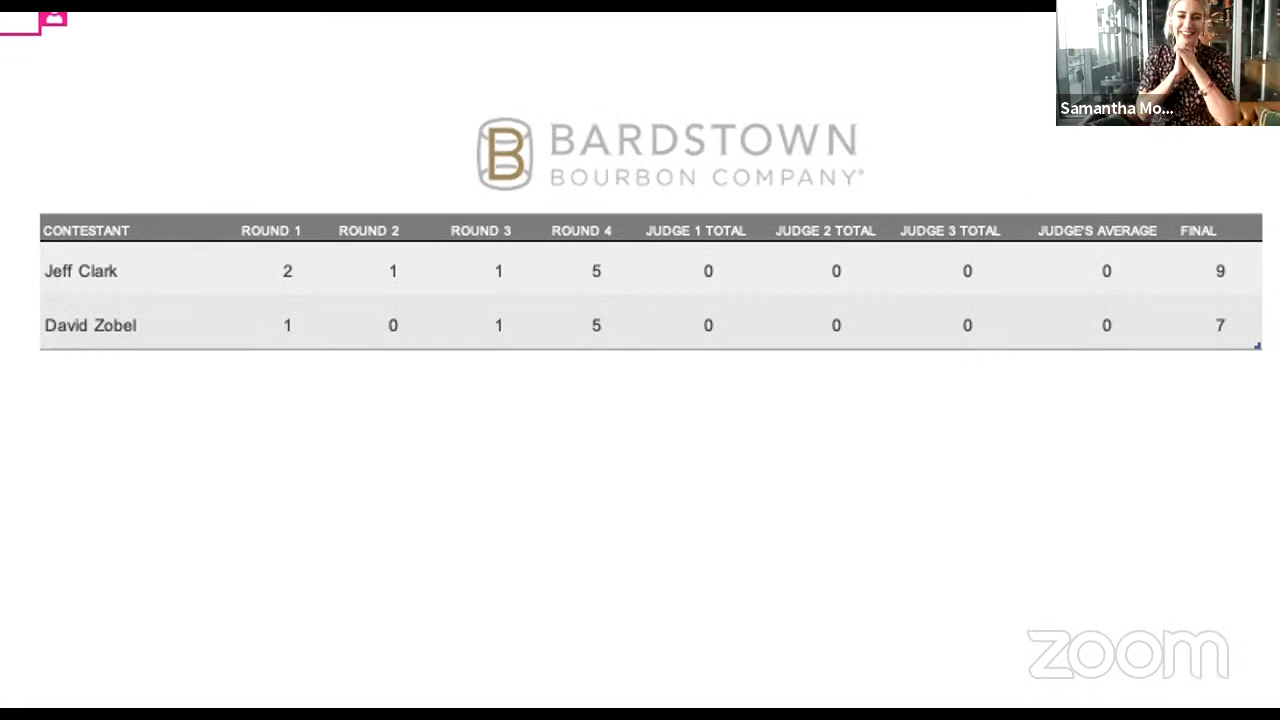 Samantha Mo...
B BARDSTOWN
BOURBON COMPANY®
CONTESTANT ROUND 1 ROUND 2 ROUND 3 ROUND 4 JUDGE 1 TOTAL JUDGE 2 TOTAL JUDGE 3 TOTAL JUDGE'S AVERAGE FINAL
Jeff Clark 2 1 1 5 0 0 0 0 9
David Zobel 1 0 1 5 0 0 0 0 7
zoom